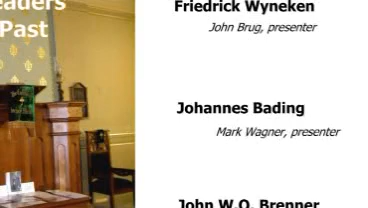 eaders
Past
Friedrick Wyneken
John Brug, presenter
Johannes Bading
Mark Wagner, presenter
John W.O. Brenner